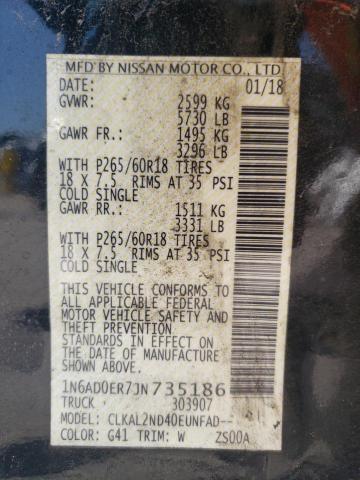 MFD BY NISSAN MOTOR CO., LTD
DATE: 01/18
GVWR: 2599 KG
5730 LB
GAWR FR.: 1495 KG
3296 LB
WITH P265/60R18 TIRES
18 X 7.5 RIMS AT 35 PSI
COLD SINGLE
GAWR RR.: 1511 KG
3331 LB
WITH P265/60R18 TIRES
18 X 7.5 RIMS AT 35 PSI
COLD SINGLE
THIS VEHICLE CONFORMS TO
ALL APPLICABLE FEDERAL
MOTOR VEHICLE SAFETY AND
THEFT PREVENTION
STANDARDS IN EFFECT ON
THE DATE OF MANUFACTURE
SHOWN ABOVE.
1N6AD0ER7JN735186
TRUCK 303907
MODEL: CLKAL2ND40EUNFAD--
COLOR: G41 TRIM: W ZS00A